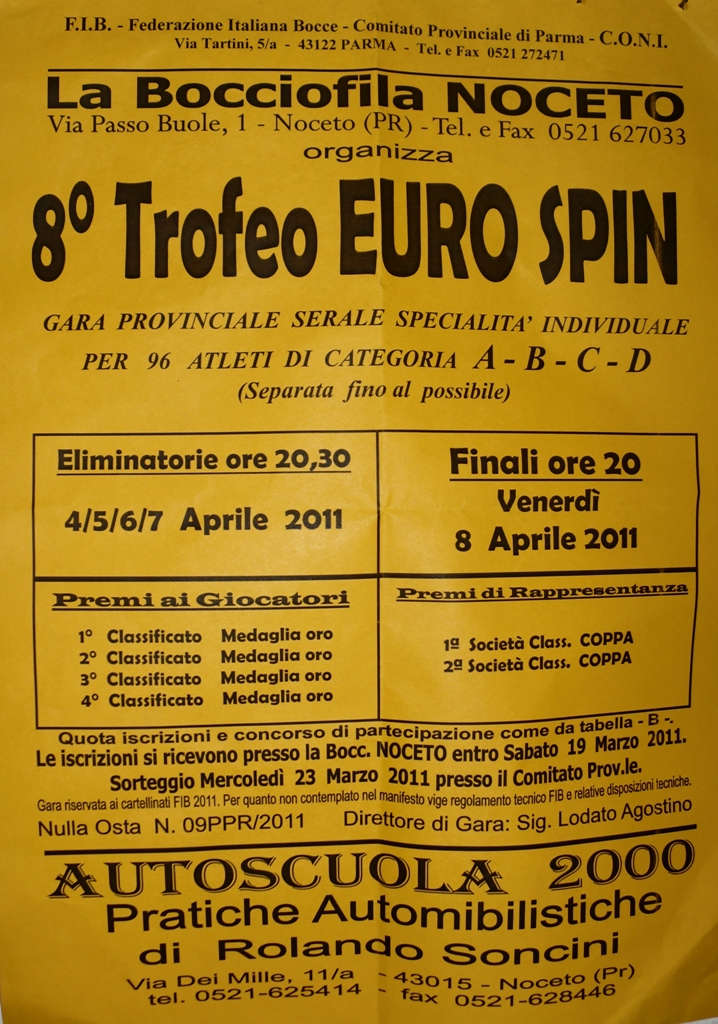 F.I.B. - Federazione Italiana Bocce - Comitato Provinciale di Parma - C.O.N.I.
Via Tartini, 5/a - 43122 PARMA - Tel. e Fax 0521 272471
La Bocciofila NOCETO
Via Passo Buole, 1 - Noceto (PR) - Tel. e Fax 0521 627033
organizza
8° Trofeo EURO SPIN
GARA PROVINCIALE SERALE SPECIALITA' INDIVIDUALE
PER 96 ATLETI DI CATEGORIA A - B - C - D
(Separata fino al possibile)
Eliminatorie ore 20,30
4/5/6/7 Aprile 2011
Finali ore 20
Venerdì
8 Aprile 2011
Premi ai Giocatori
1° Classificato Medaglia oro
2° Classificato Medaglia oro
3° Classificato Medaglia oro
4° Classificato Medaglia oro
Premi di Rappresentanza
1ª Società Class. COPPA
2ª Società Class. COPPA
Quota iscrizioni e concorso di partecipazione come da tabella - B -.
Le iscrizioni si ricevono presso la Bocc. NOCETO entro Sabato 19 Marzo 2011.
Sorteggio Mercoledì 23 Marzo 2011 presso il Comitato Prov.le.
Gara riservata ai cartellinati FIB 2011. Per quanto non contemplato nel manifesto vige regolamento tecnico FIB e relative disposizioni tecniche.
Nulla Osta N. 09PPR/2011 Direttore di Gara: Sig. Lodato Agostino
AUTOSCUOLA 2000
Pratiche Automibilistiche
di Rolando Soncini
Via Dei Mille, 11/a - 43015 - Noceto (Pr)
tel. 0521-625414 - fax 0521-628446